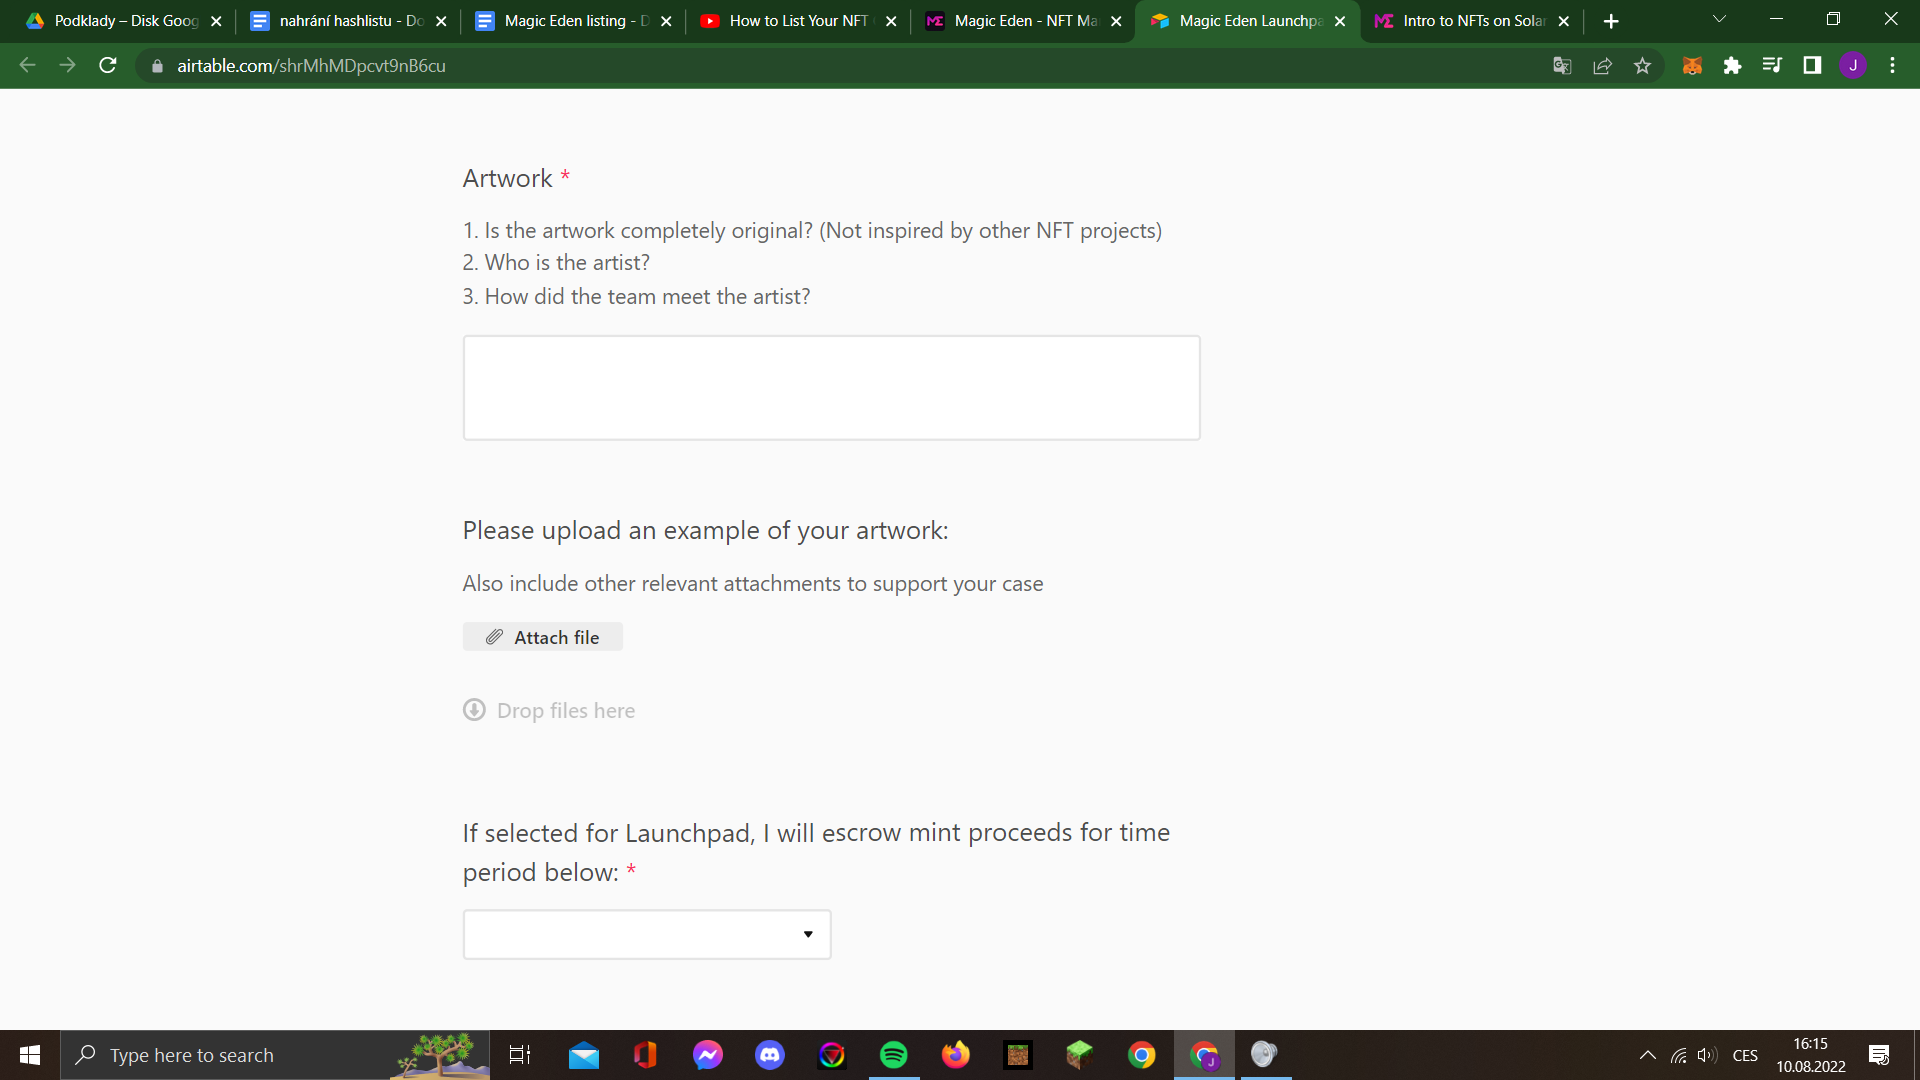 Podklady – Disk Goog
nahrání hashlistu - Do
Magic Eden listing - D
How to List Your NFT
Magic Eden - NFT Ma
Magic Eden Launchpa
Intro to NFTs on Solan
airtable.com/shrMhMDpcvt9nB6cu
J
Artwork *
1. Is the artwork completely original? (Not inspired by other NFT projects)
2. Who is the artist?
3. How did the team meet the artist?
Please upload an example of your artwork:
Also include other relevant attachments to support your case
Attach file
Drop files here
If selected for Launchpad, I will escrow mint proceeds for time
period below: *
Type here to search
J
CES
16:15
10.08.2022